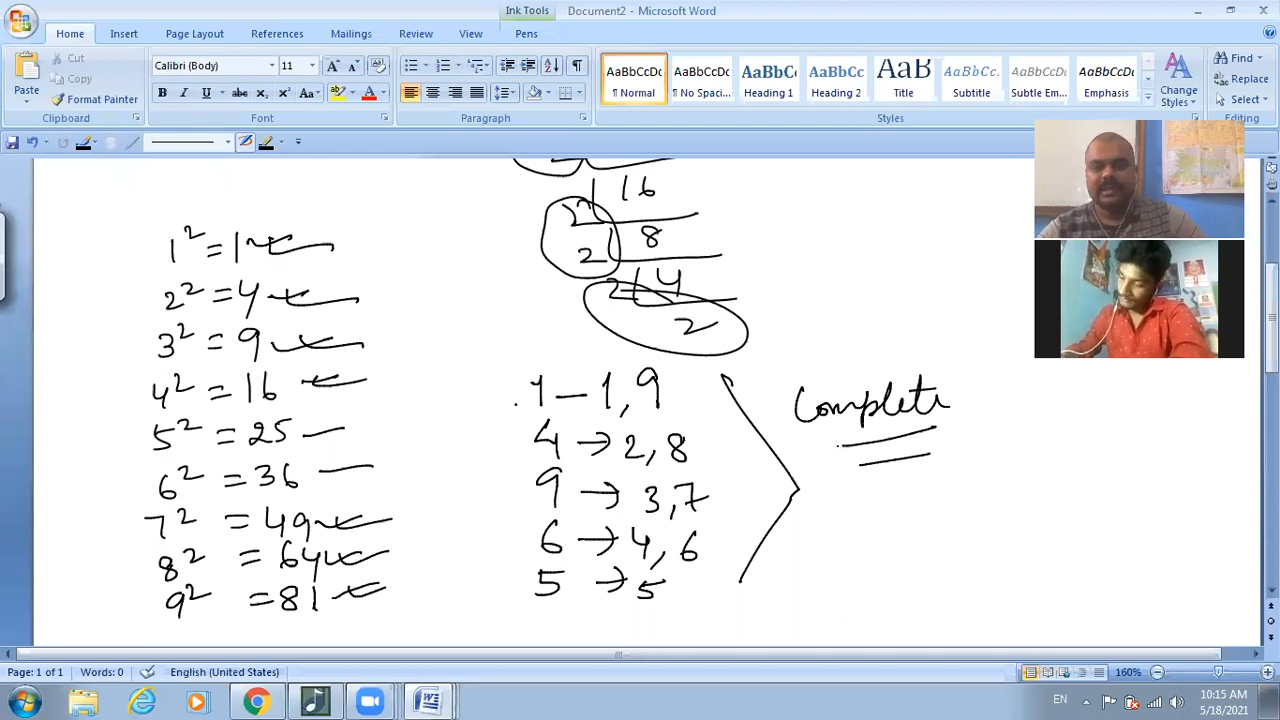 Ink Tools
Document2 - Microsoft Word
Home Insert Page Layout References Mailings Review View Pens
Paste
Cut
Copy
Format Painter
Clipboard
Calibri (Body) 11
B I U abc x₂ x² Aa
Font
Paragraph
AaBbCcDc AaBbCcDc AaBbCc AaBbCc AaB AaBbCc. AaBbCcDc AaBbCcDc
¶ Normal ¶ No Spaci... Heading 1 Heading 2 Title Subtitle Subtle Em... Emphasis
Styles
Change Styles
Find
Replace
Select
Editing
16
2 8
2 4
2 2
1² = 1
2² = 4
3² = 9
4² = 16
5² = 25
6² = 36
7² = 49
8² = 64
9² = 81
1 – 1, 9
4 → 2, 8
9 → 3, 7
6 → 4, 6
5 → 5
Complete
Page: 1 of 1 Words: 0 English (United States) 160%
EN 10:15 AM
5/18/2021